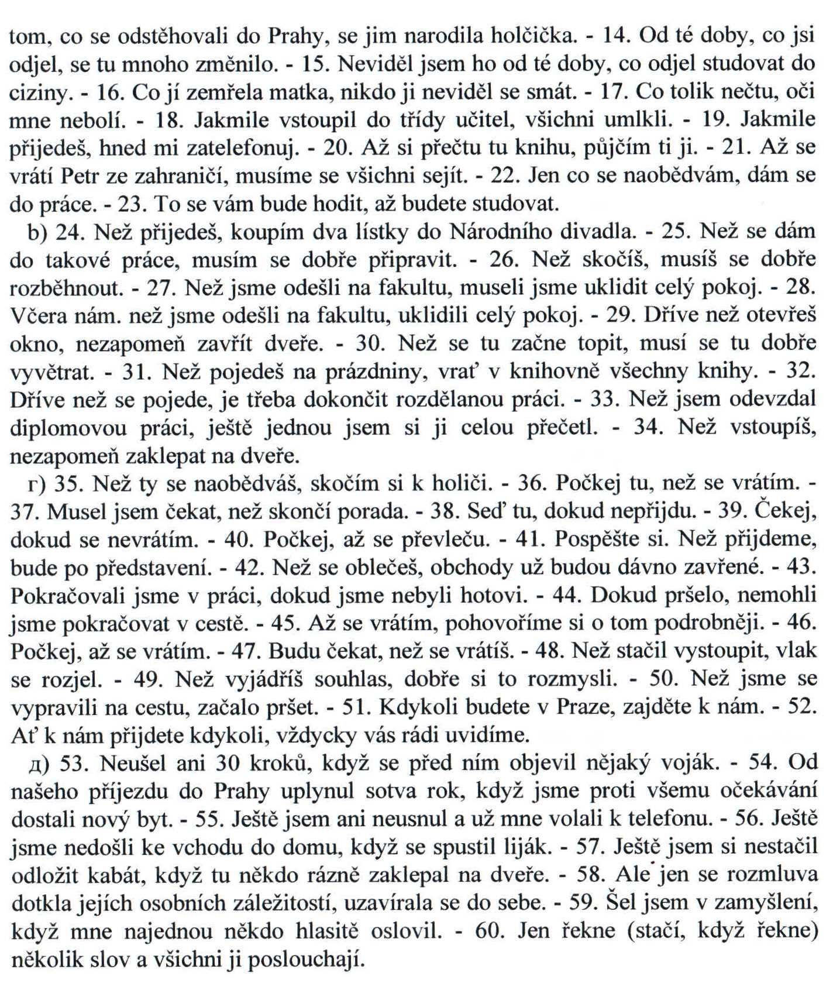 tom, co se odstěhovali do Prahy, se jim narodila holčička. - 14. Od té doby, co jsi
odjel, se tu mnoho změnilo. - 15. Neviděl jsem ho od té doby, co odjel studovat do
ciziny. - 16. Co jí zemřela matka, nikdo ji neviděl se smát. - 17. Co tolik nečtu, oči
mne nebolí. - 18. Jakmile vstoupil do třídy učitel, všichni umlkli. - 19. Jakmile
přijedeš, hned mi zatelefonuj. - 20. Až si přečtu tu knihu, půjčím ti ji. - 21. Až se
vrátí Petr ze zahraničí, musíme se všichni sejít. - 22. Jen co se naobědvám, dám se
do práce. - 23. To se vám bude hodit, až budete studovat.
b) 24. Než přijedeš, koupím dva lístky do Národního divadla. - 25. Než se dám
do takové práce, musím se dobře připravit. - 26. Než skočíš, musíš se dobře
rozběhnout. - 27. Než jsme odešli na fakultu, museli jsme uklidit celý pokoj. - 28.
Včera nám. než jsme odešli na fakultu, uklidili celý pokoj. - 29. Dříve než otevřeš
okno, nezapomeň zavřít dveře. - 30. Než se tu začne topit, musí se tu dobře
vyvětrat. - 31. Než pojedeš na prázdniny, vrať v knihovně všechny knihy. - 32.
Dříve než se pojede, je třeba dokončit rozdělanou práci. - 33. Než jsem odevzdal
diplomovou práci, ještě jednou jsem si ji celou přečetl. - 34. Než vstoupíš,
nezapomeň zaklepat na dveře.
г) 35. Než ty se naobědváš, skočím si k holiči. - 36. Počkej tu, než se vrátím. -
37. Musel jsem čekat, než skončí porada. - 38. Seď tu, dokud nepřijdu. - 39. Čekej,
dokud se nevrátím. - 40. Počkej, až se převleču. - 41. Pospěšte si. Než přijdeme,
bude po představení. - 42. Než se oblečeš, obchody už budou dávno zavřené. - 43.
Pokračovali jsme v práci, dokud jsme nebyli hotovi. - 44. Dokud pršelo, nemohli
jsme pokračovat v cestě. - 45. Až se vrátím, pohovoříme si o tom podrobněji. - 46.
Počkej, až se vrátím. - 47. Budu čekat, než se vrátíš. - 48. Než stačil vystoupit, vlak
se rozjel. - 49. Než vyjádříš souhlas, dobře si to rozmysli. - 50. Než jsme se
vypravili na cestu, začalo pršet. - 51. Kdykoli budete v Praze, zajděte k nám. - 52.
Ať k nám přijdete kdykoli, vždycky vás rádi uvidíme.
д) 53. Neušel ani 30 kroků, když se před ním objevil nějaký voják. - 54. Od
našeho příjezdu do Prahy uplynul sotva rok, když jsme proti všemu očekávání
dostali nový byt. - 55. Ještě jsem ani neusnul a už mne volali k telefonu. - 56. Ještě
jsme nedošli ke vchodu do domu, když se spustil liják. - 57. Ještě jsem si nestačil
odložit kabát, když tu někdo rázně zaklepal na dveře. - 58. Ale jen se rozmluva
dotkla jejích osobních záležitostí, uzavírala se do sebe. - 59. Šel jsem v zamyšlení,
když mne najednou někdo hlasitě oslovil. - 60. Jen řekne (stačí, když řekne)
několik slov a všichni ji poslouchají.